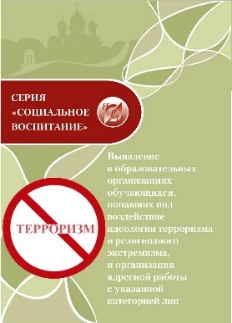 СЕРИЯ
«СОЦИАЛЬНОЕ
ВОСПИТАНИЕ»
ТЕРРОРИЗМ
Выявление
в образовательных
организациях
обучающихся,
попавших под
воздействие
идеологии терроризма
и религиозного
экстремизма,
и организация
адресной работы
с указанной
категорией лиц